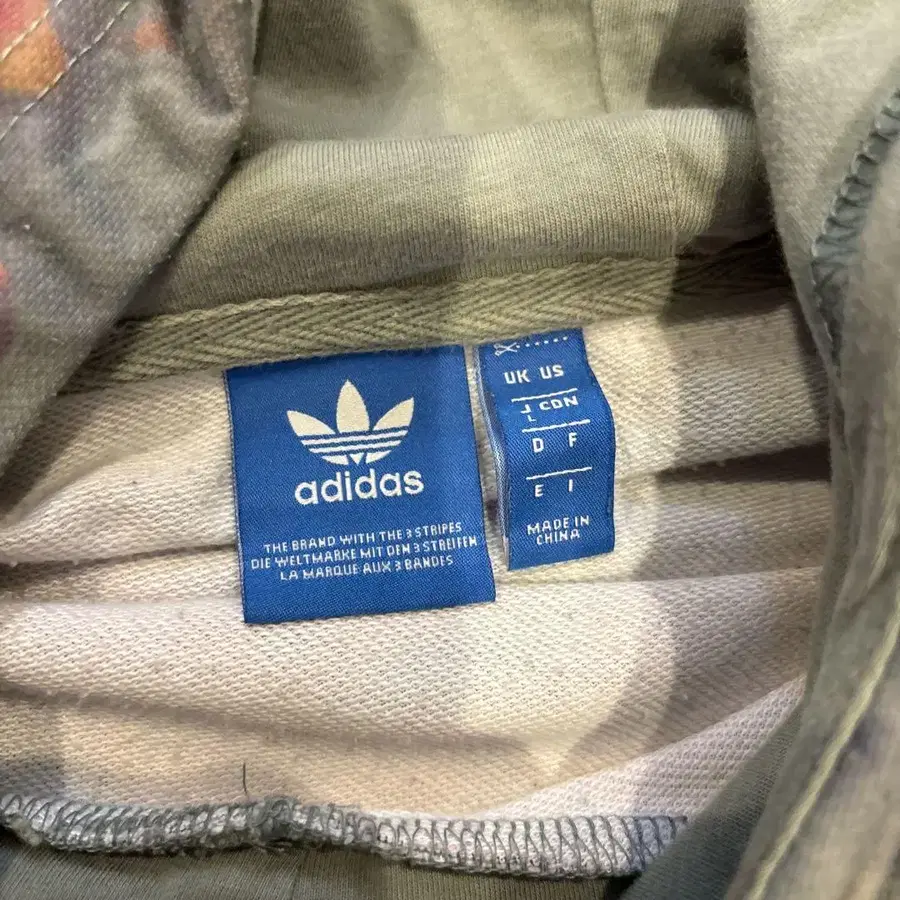 adidas
THE BRAND WITH THE 3 STRIPES
DIE WELTMARKE MIT DEN 3 STREIFEN
LA MARQUE AUX 3 BANDES
UK US
J CDN
L
D F
E I
MADE IN
CHINA